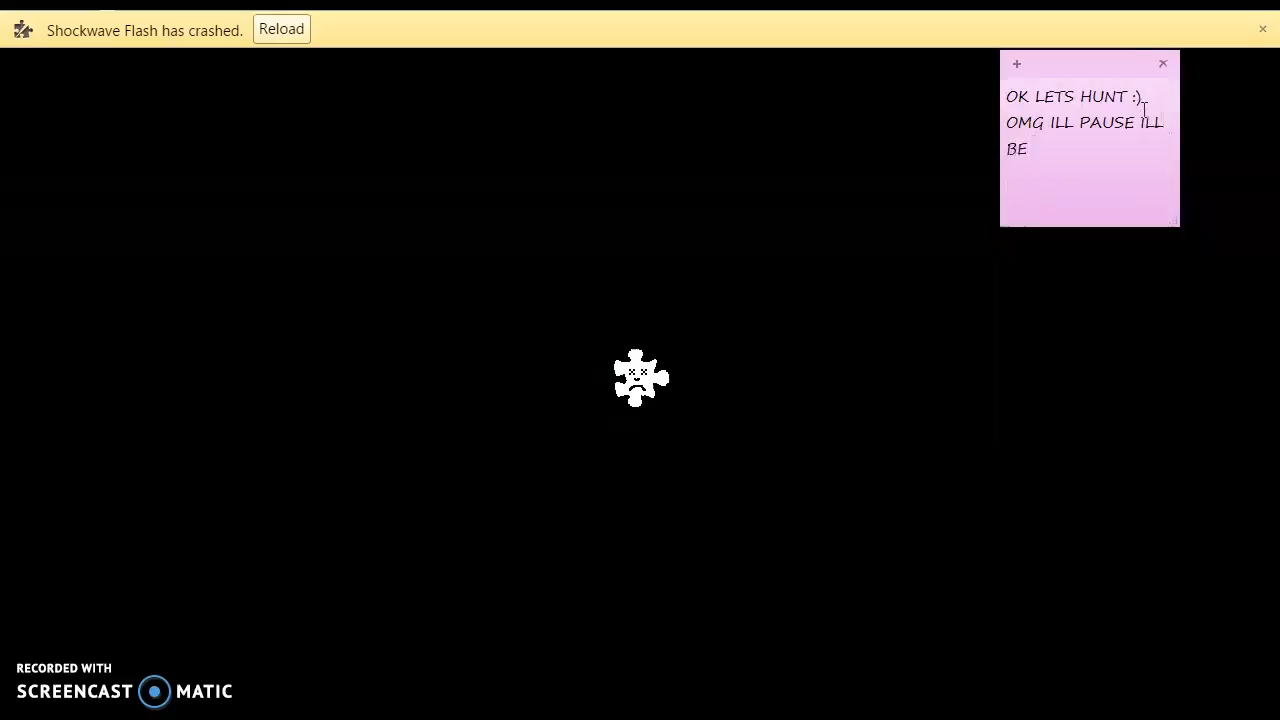 Shockwave Flash has crashed. Reload
OK LETS HUNT :)
OMG ILL PAUSE ILL
BE
RECORDED WITH
SCREENCAST MATIC